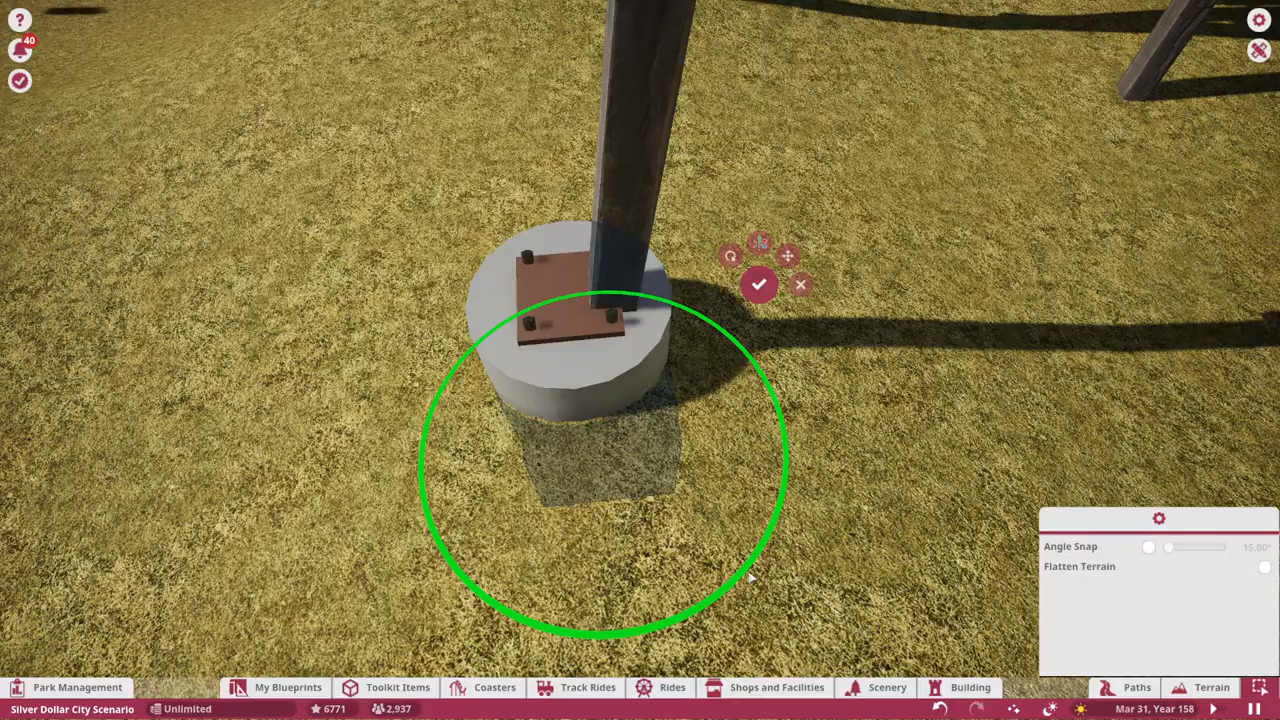 ?
40
Angle Snap 15.00°
Flatten Terrain
Park Management My Blueprints Toolkit Items Coasters Track Rides Rides Shops and Facilities Scenery Building Paths Terrain
Silver Dollar City Scenario Unlimited 6771 2,937 Mar 31, Year 158